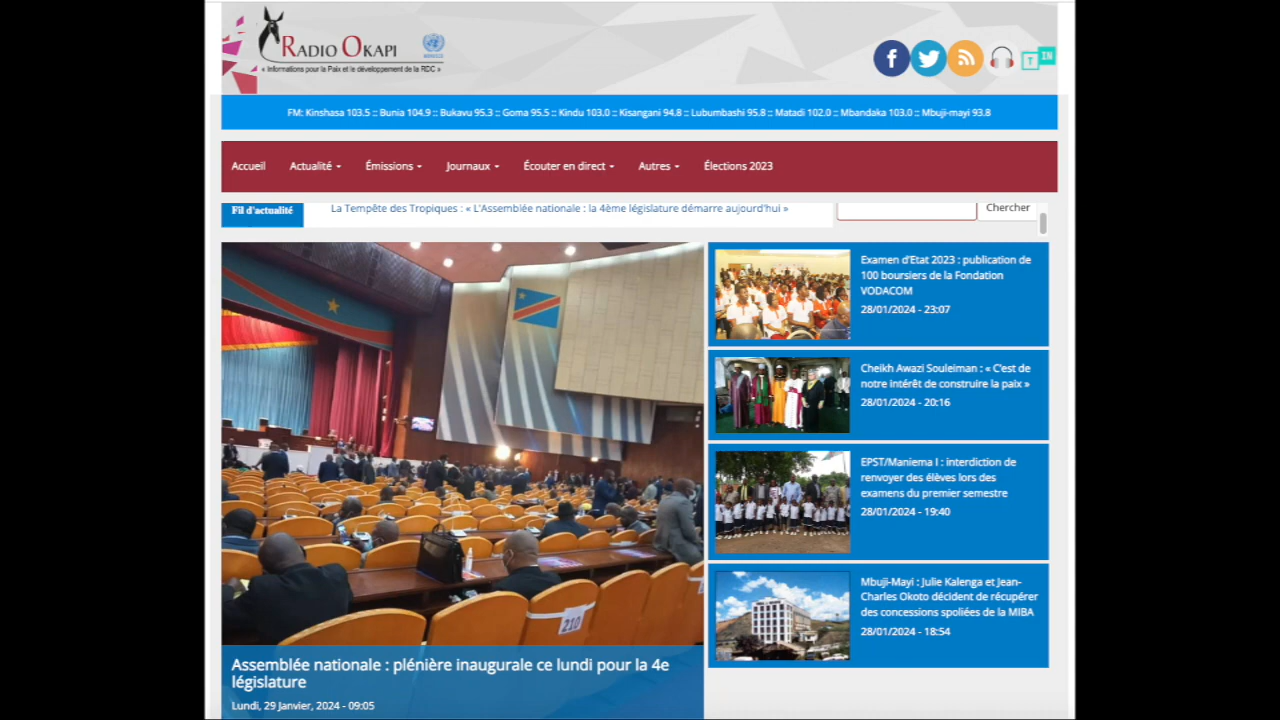 RADIO OKAPI
« Informations pour la Paix et le développement de la RDC »
T IN
FM: Kinshasa 103.5 :: Bunia 104.9 :: Bukavu 95.3 :: Goma 95.5 :: Kindu 103.0 :: Kisangani 94.8 :: Lubumbashi 95.8 :: Matadi 102.0 :: Mbandaka 103.0 :: Mbuji-mayi 93.8
Accueil Actualité Émissions Journaux Écouter en direct Autres Élections 2023
Fil d'actualité
La Tempête des Tropiques : « L'Assemblée nationale : la 4ème législature démarre aujourd'hui »
Chercher
210
Assemblée nationale : plénière inaugurale ce lundi pour la 4e
législature
Lundi, 29 Janvier, 2024 - 09:05
Examen d'Etat 2023 : publication de
100 boursiers de la Fondation
VODACOM
28/01/2024 - 23:07
Cheikh Awazi Souleiman : « C'est de
notre intérêt de construire la paix »
28/01/2024 - 20:16
EPST/Maniema I : interdiction de
renvoyer des élèves lors des
examens du premier semestre
28/01/2024 - 19:40
Mbuji-Mayi : Julie Kalenga et Jean-
Charles Okoto décident de récupérer
des concessions spoliées de la MIBA
28/01/2024 - 18:54